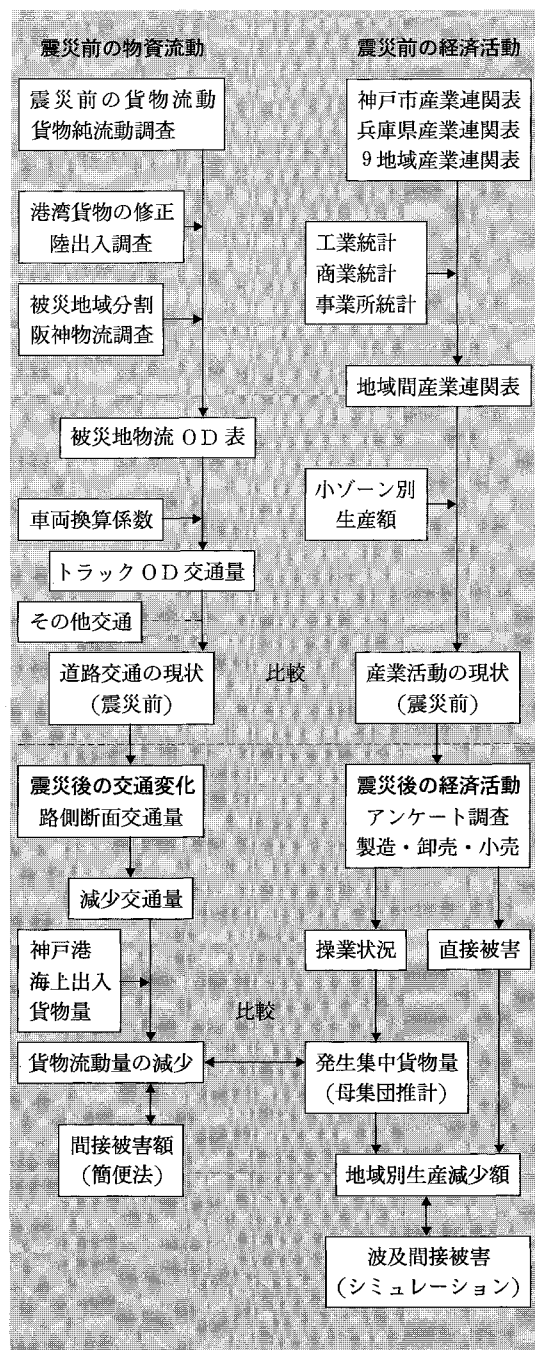 震災前の物資流動
震災前の貨物流動
貨物純流動調査
港湾貨物の修正
陸出入調査
被災地域分割
阪神物流調査
被災地物流OD表
車両換算係数
トラックOD交通量
その他交通
道路交通の現状
(震災前)
震災前の経済活動
神戸市産業連関表
兵庫県産業連関表
9地域産業連関表
工業統計
商業統計
事業所統計
地域間産業連関表
小ゾーン別
生産額
比較
産業活動の現状
(震災前)
震災後の交通変化
路側断面交通量
減少交通量
神戸港
海上出入
貨物量
貨物流動量の減少
間接被害額
(簡便法)
震災後の経済活動
アンケート調査
製造・卸売・小売
操業状況
直接被害
比較
発生集中貨物量
(母集団推計)
地域別生産減少額
波及間接被害
(シミュレーション)